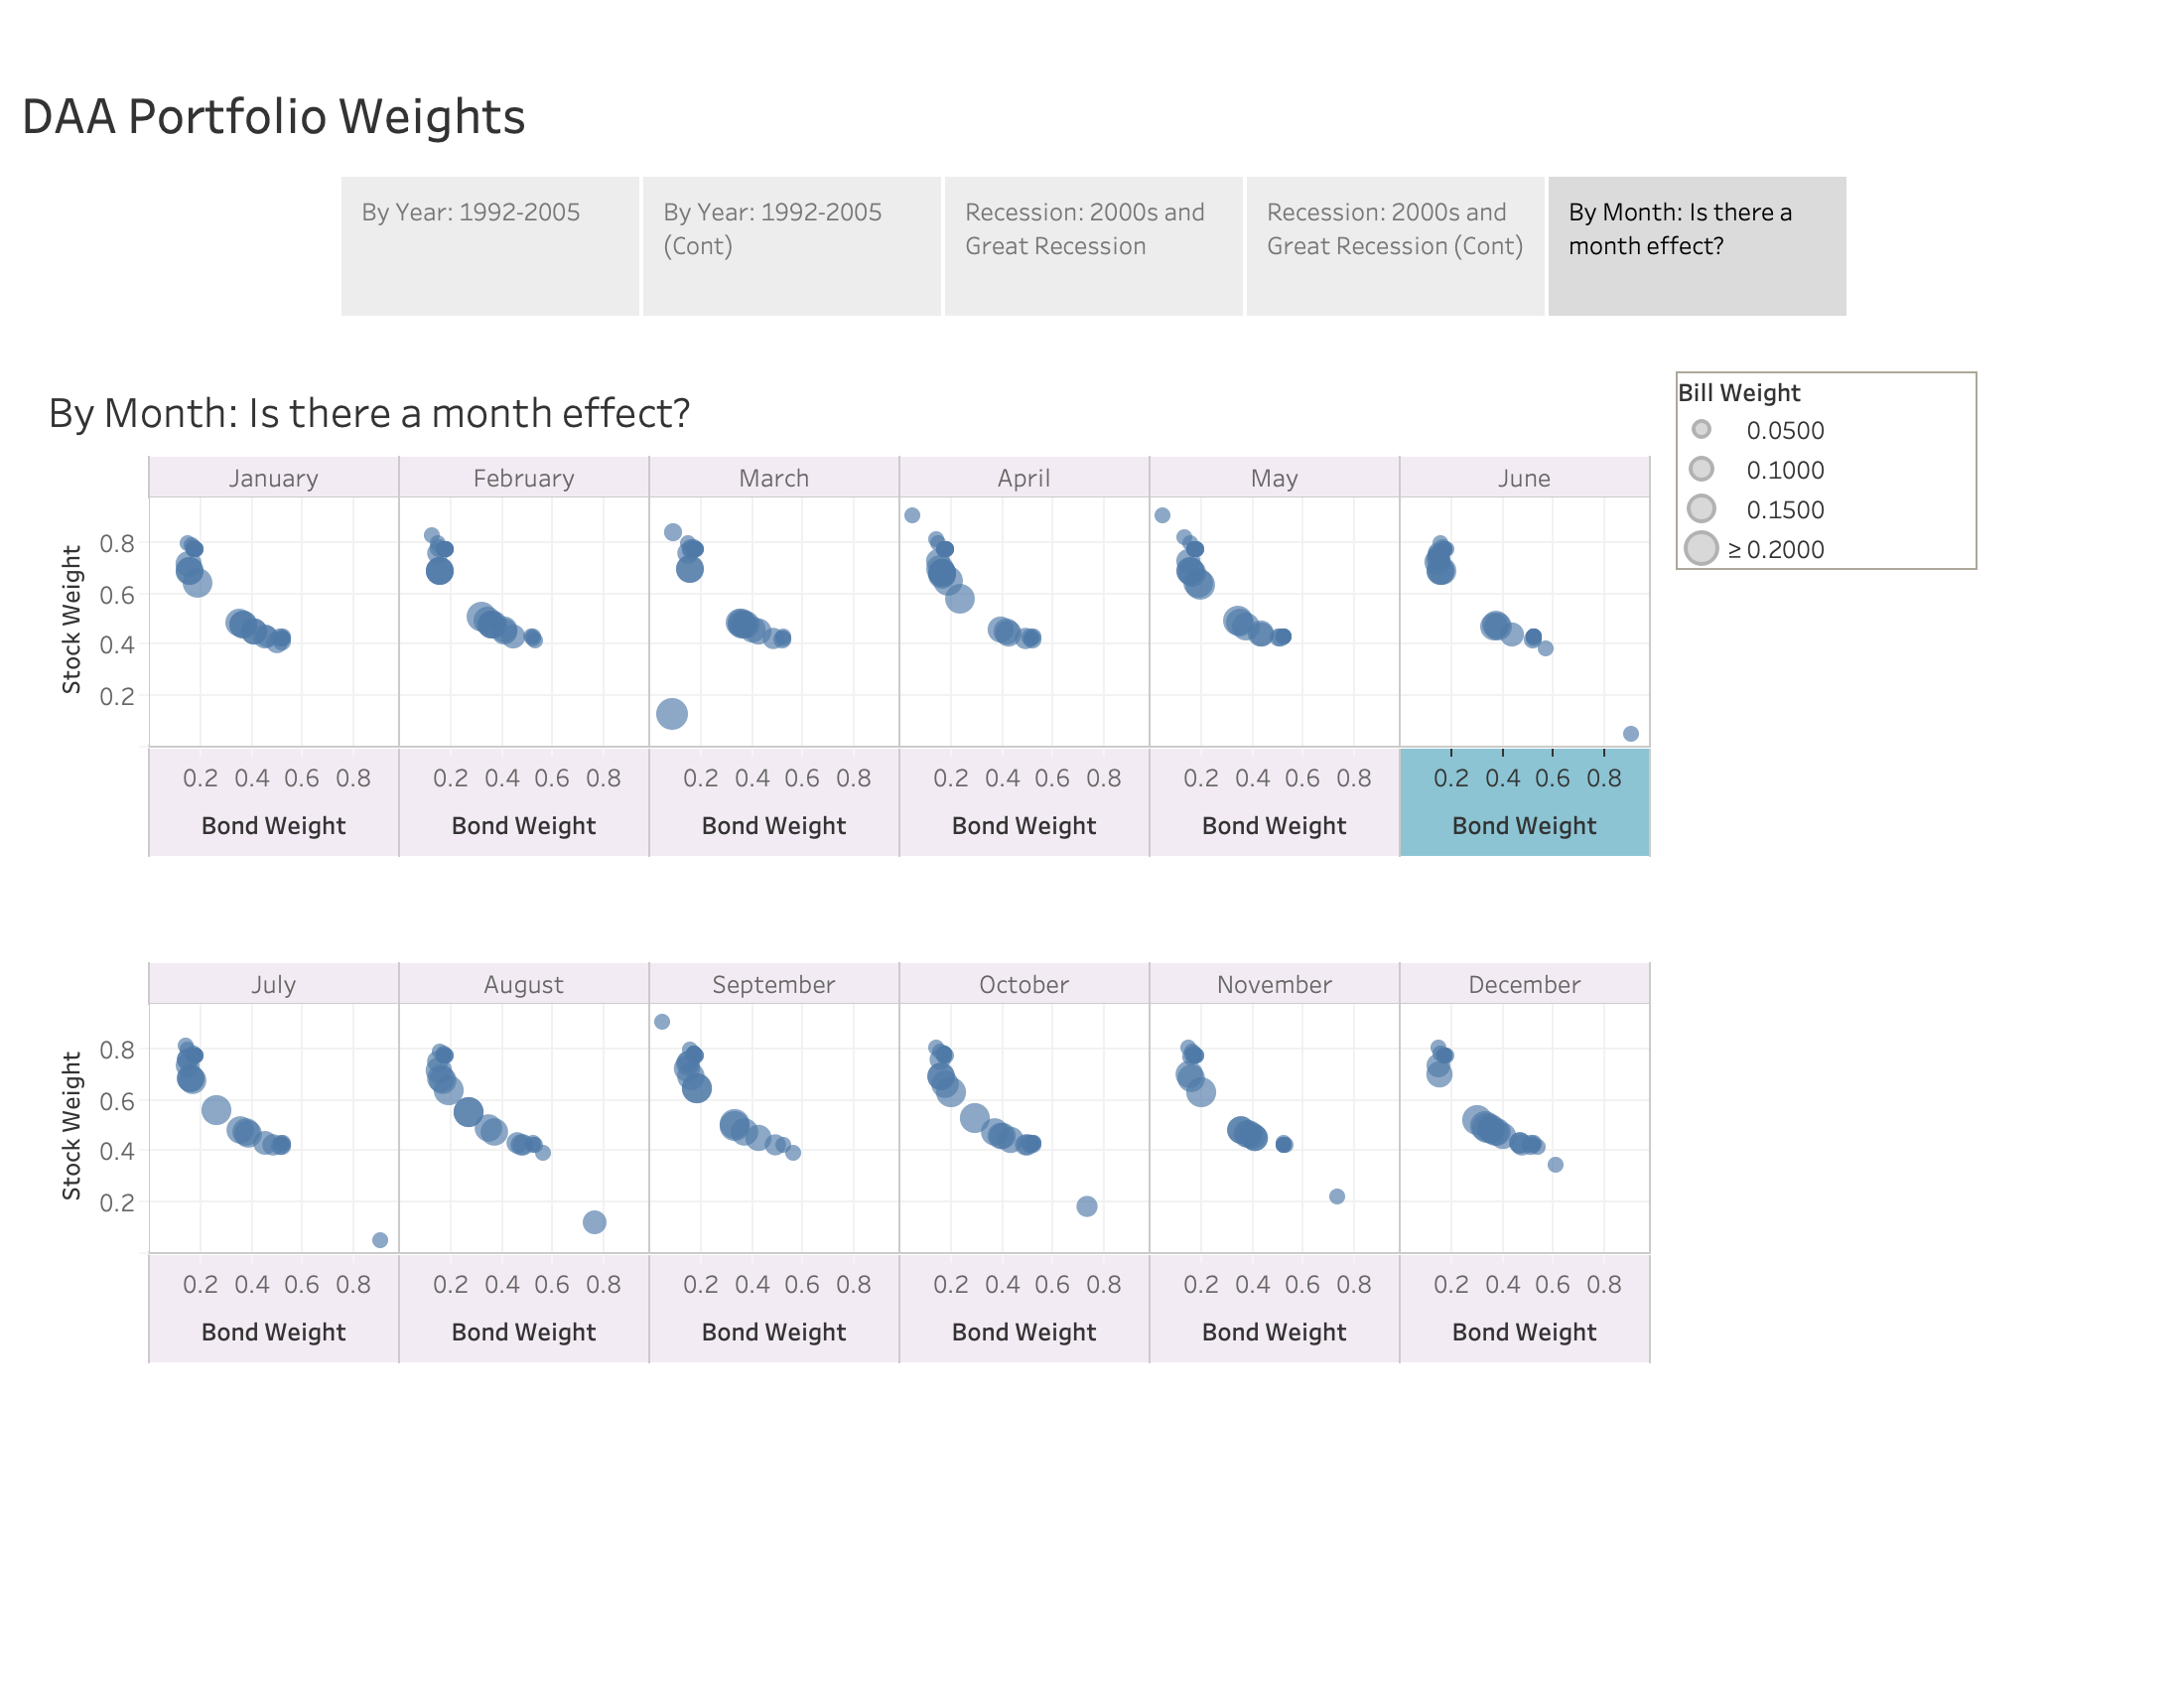 DAA Portfolio Weights
By Year: 1992-2005
By Year: 1992-2005
(Cont)
Recession: 2000s and
Great Recession
Recession: 2000s and
Great Recession (Cont)
By Month: Is there a
month effect?
By Month: Is there a month effect?
Bill Weight
0.0500
0.1000
0.1500
≥ 0.2000
January February March April May June
Stock Weight
0.8
0.6
0.4
0.2
0.2 0.4 0.6 0.8 0.2 0.4 0.6 0.8 0.2 0.4 0.6 0.8 0.2 0.4 0.6 0.8 0.2 0.4 0.6 0.8 0.2 0.4 0.6 0.8
Bond Weight Bond Weight Bond Weight Bond Weight Bond Weight Bond Weight
July August September October November December
Stock Weight
0.8
0.6
0.4
0.2
0.2 0.4 0.6 0.8 0.2 0.4 0.6 0.8 0.2 0.4 0.6 0.8 0.2 0.4 0.6 0.8 0.2 0.4 0.6 0.8 0.2 0.4 0.6 0.8
Bond Weight Bond Weight Bond Weight Bond Weight Bond Weight Bond Weight